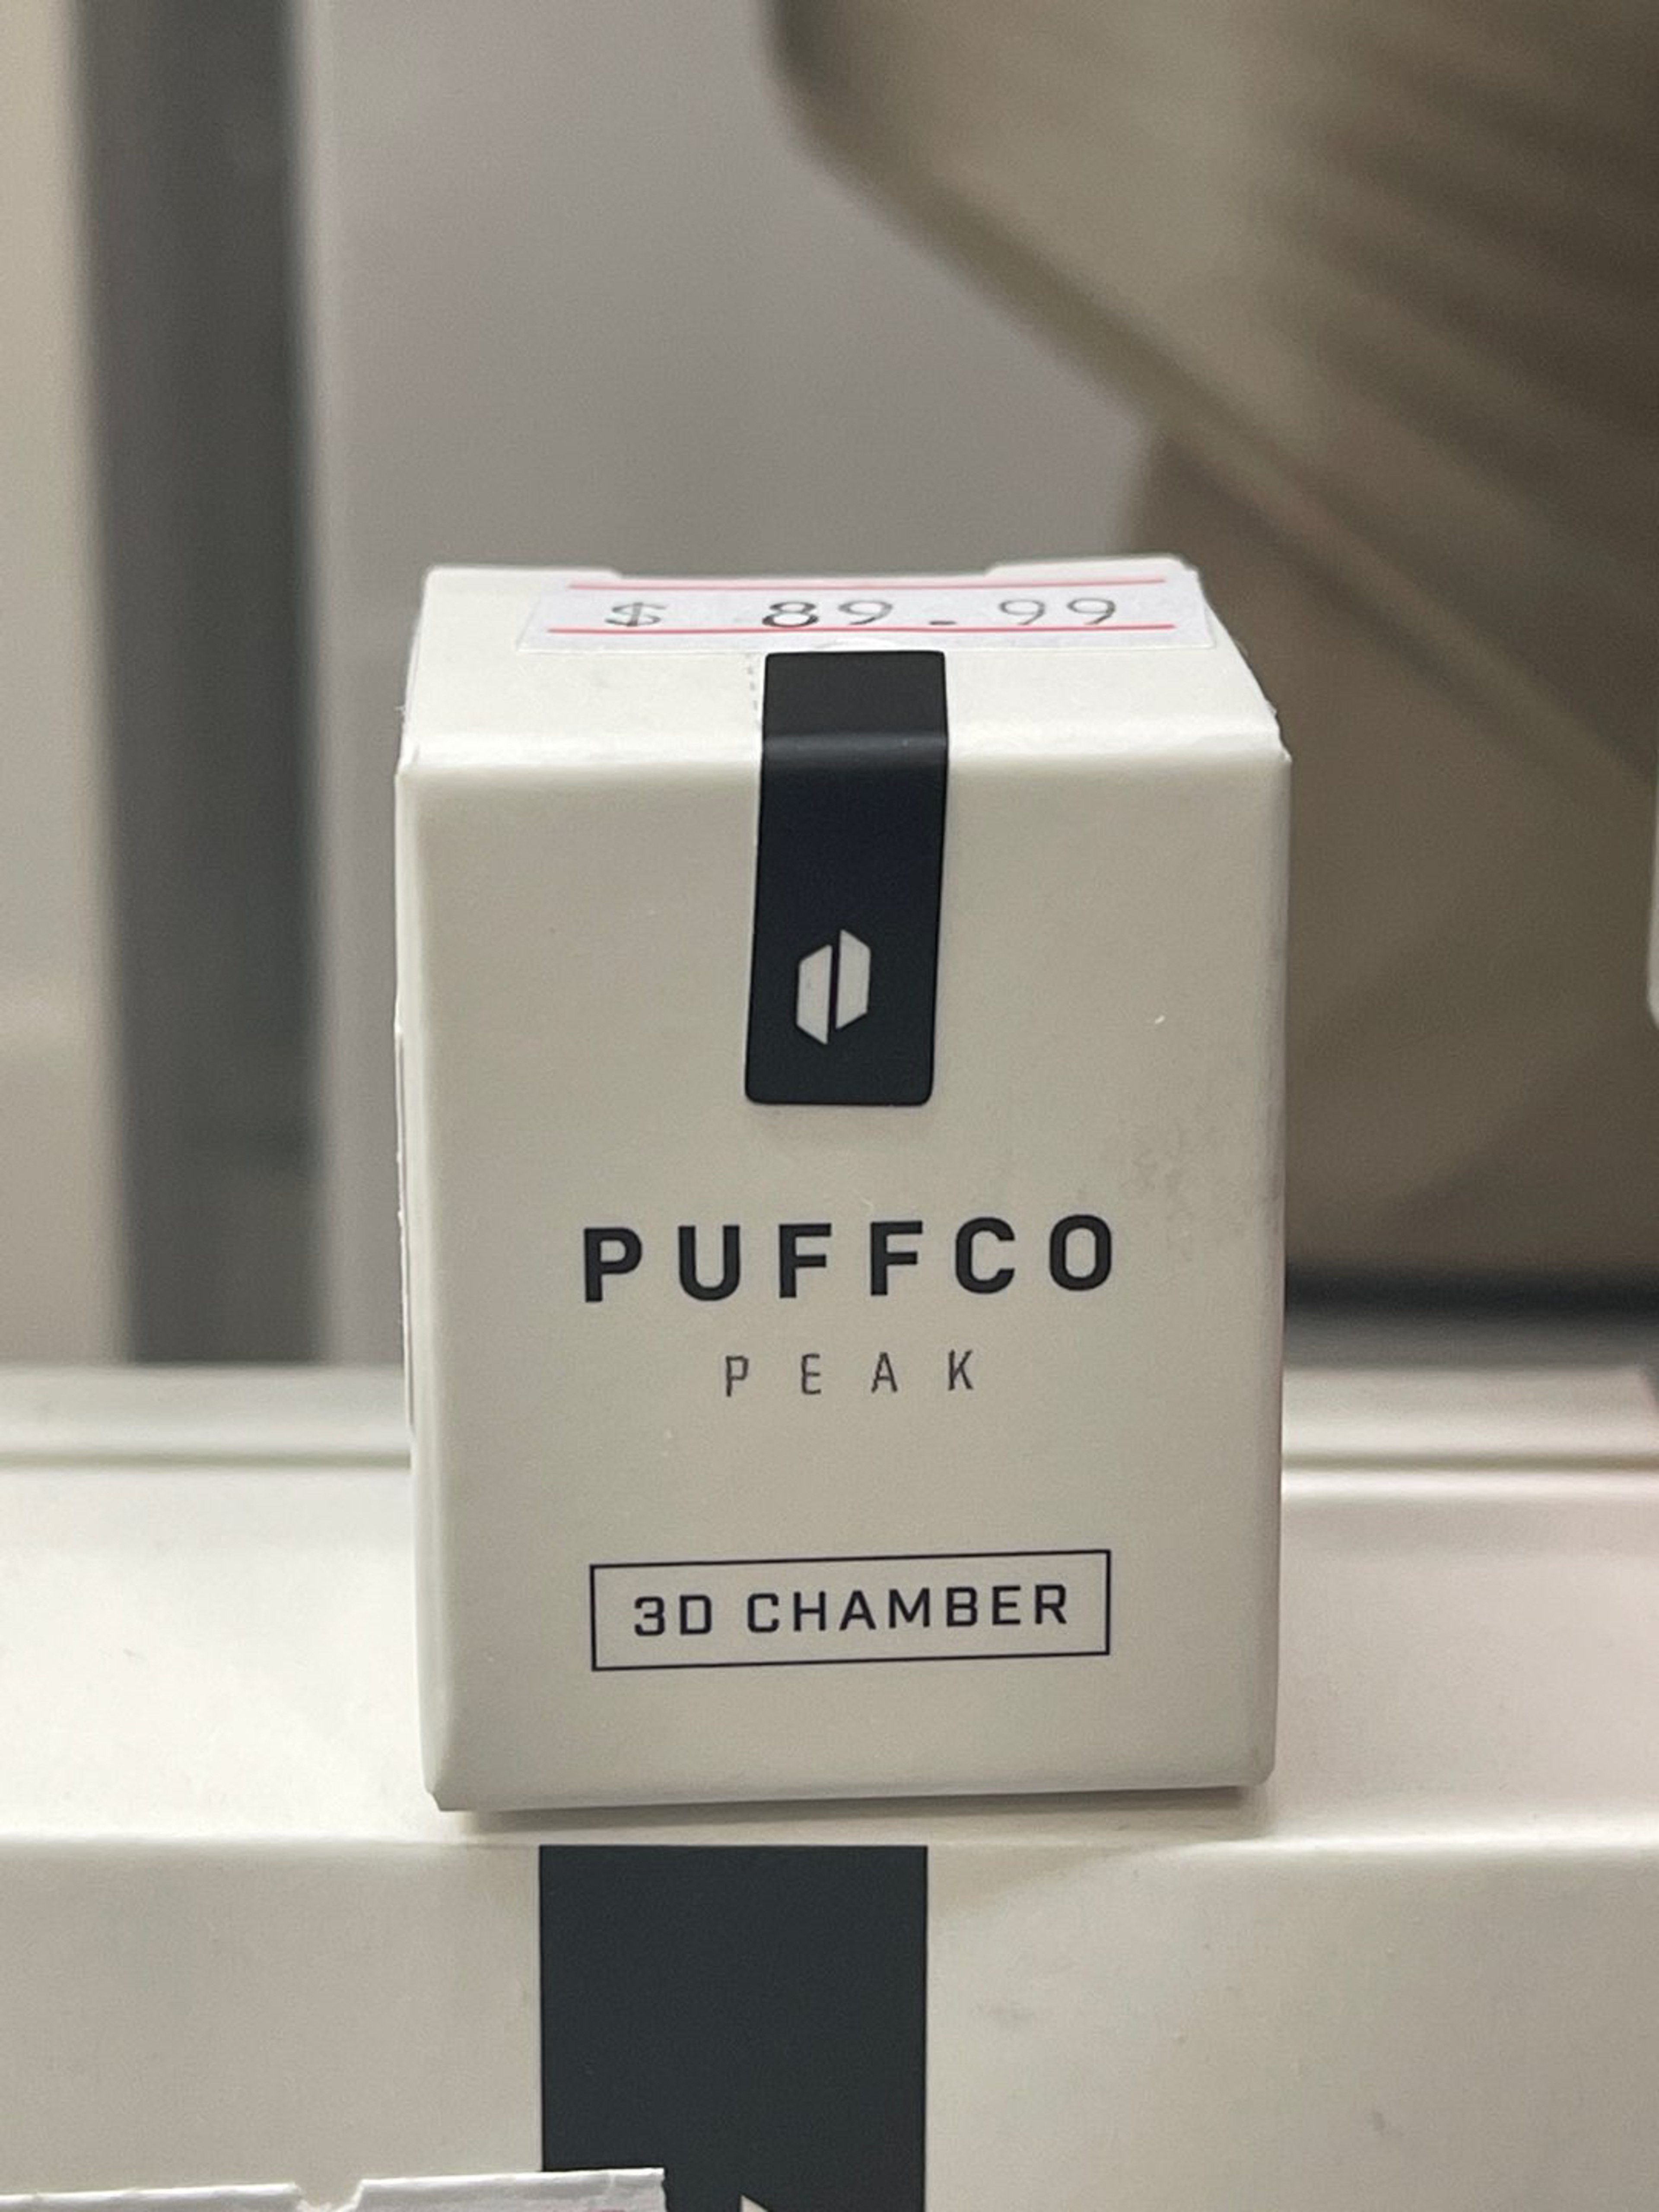 $ 89.99
PUFFCO
PEAK
3D CHAMBER